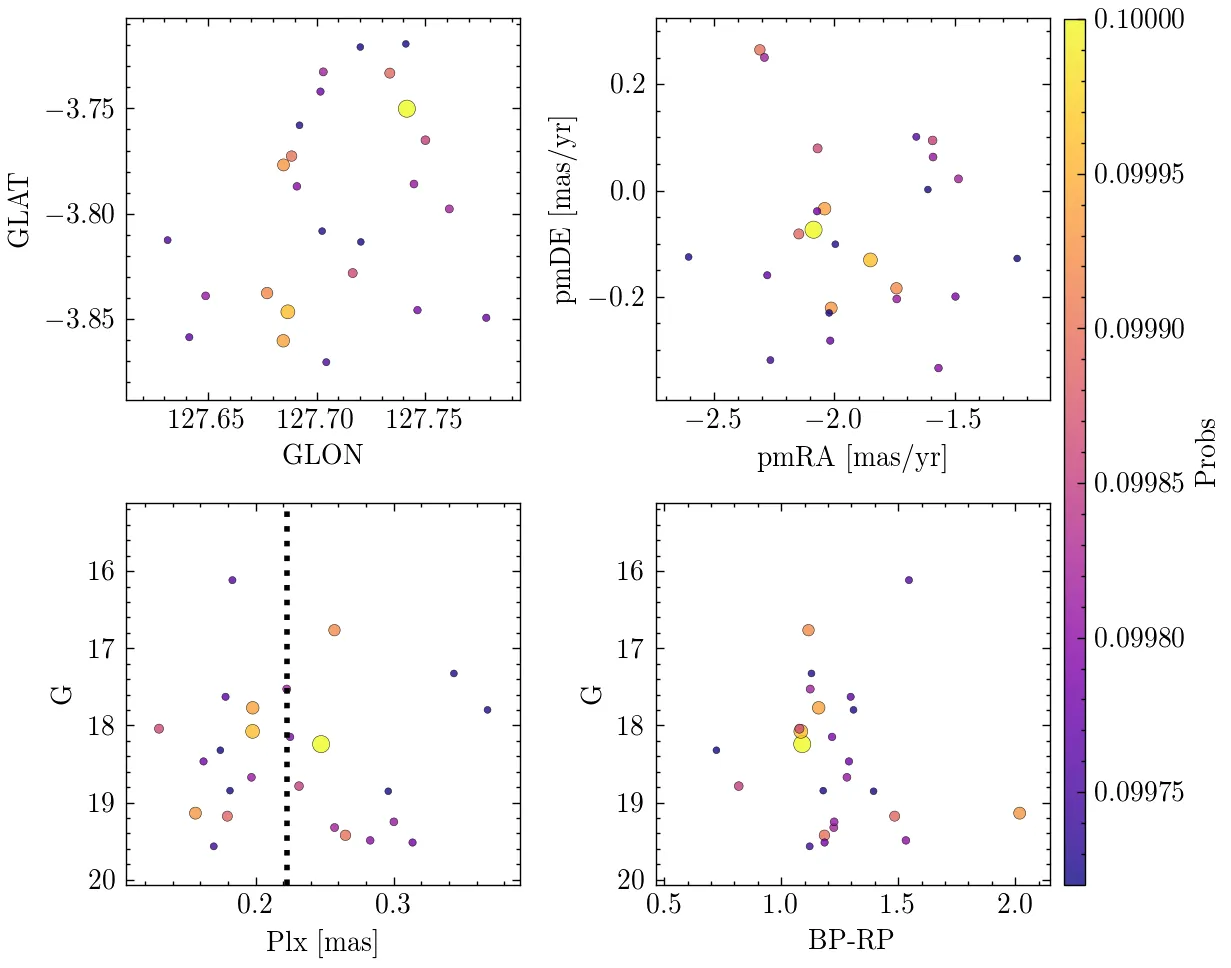 −3.75
−3.80
−3.85
GLAT
127.65 127.70 127.75
GLON
0.2
0.0
−0.2
pmDE [mas/yr]
−2.5 −2.0 −1.5
pmRA [mas/yr]
0.10000
0.09995
0.09990
0.09985
0.09980
0.09975
Probs
16
17
18
19
20
G
0.2 0.3
Plx [mas]
16
17
18
19
20
G
0.5 1.0 1.5 2.0
BP-RP